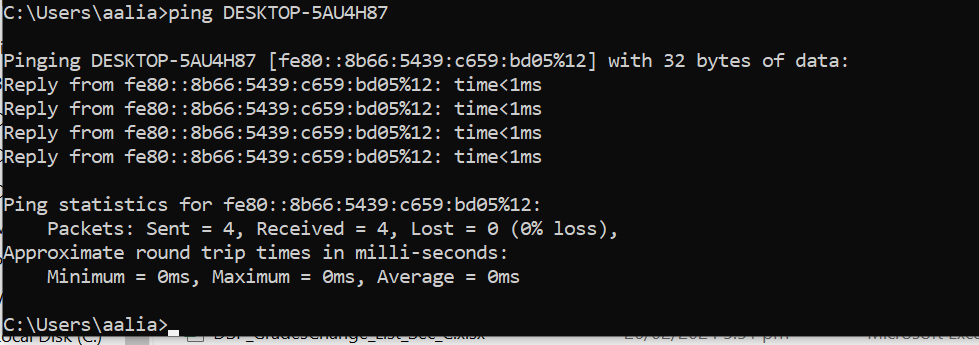 C:\Users\aalia>ping DESKTOP-5AU4H87
Pinging DESKTOP-5AU4H87 [fe80::8b66:5439:c659:bd05%12] with 32 bytes of data:
Reply from fe80::8b66:5439:c659:bd05%12: time<1ms
Reply from fe80::8b66:5439:c659:bd05%12: time<1ms
Reply from fe80::8b66:5439:c659:bd05%12: time<1ms
Reply from fe80::8b66:5439:c659:bd05%12: time<1ms
Ping statistics for fe80::8b66:5439:c659:bd05%12:
Packets: Sent = 4, Received = 4, Lost = 0 (0% loss),
Approximate round trip times in milli-seconds:
Minimum = 0ms, Maximum = 0ms, Average = 0ms
C:\Users\aalia>
Disk (C:)